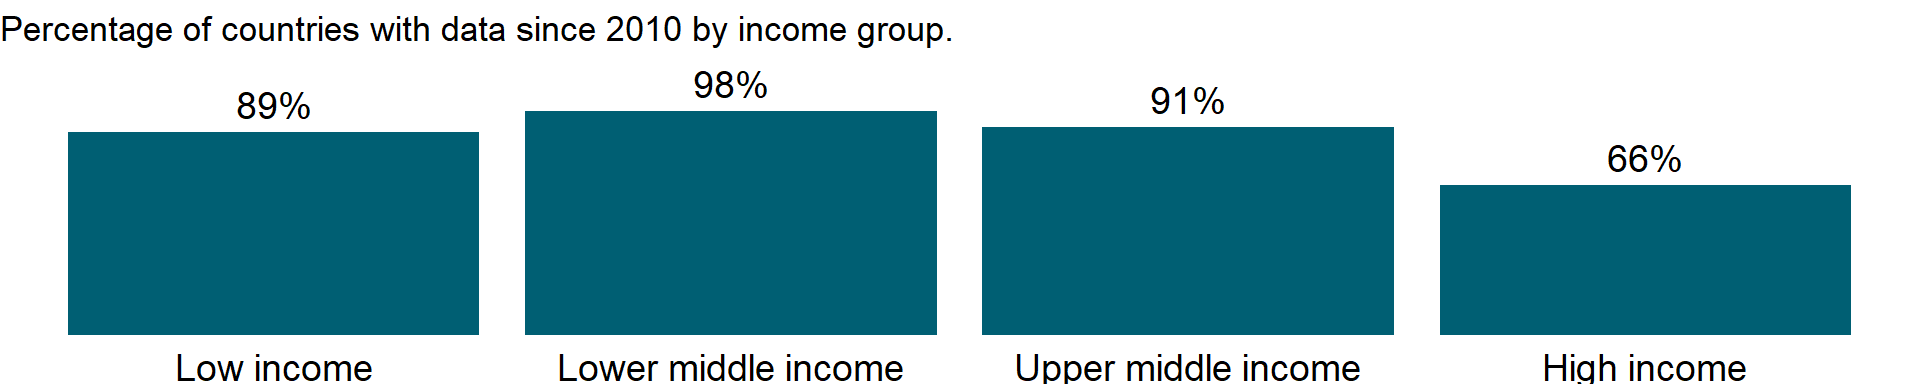 Percentage of countries with data since 2010 by income group.
89%
98%
91%
66%
Low income
Lower middle income
Upper middle income
High income